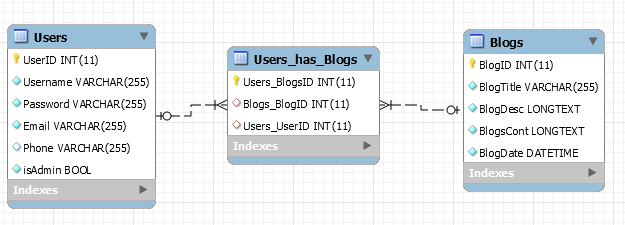 Users
UserID INT(11)
Username VARCHAR(255)
Password VARCHAR(255)
Email VARCHAR(255)
Phone VARCHAR(255)
isAdmin BOOL
Indexes
Users_has_Blogs
Users_BlogsID INT(11)
Blogs_BlogID INT(11)
Users_UserID INT(11)
Indexes
Blogs
BlogID INT(11)
BlogTitle VARCHAR(255)
BlogDesc LONGTEXT
BlogsCont LONGTEXT
BlogDate DATETIME
Indexes